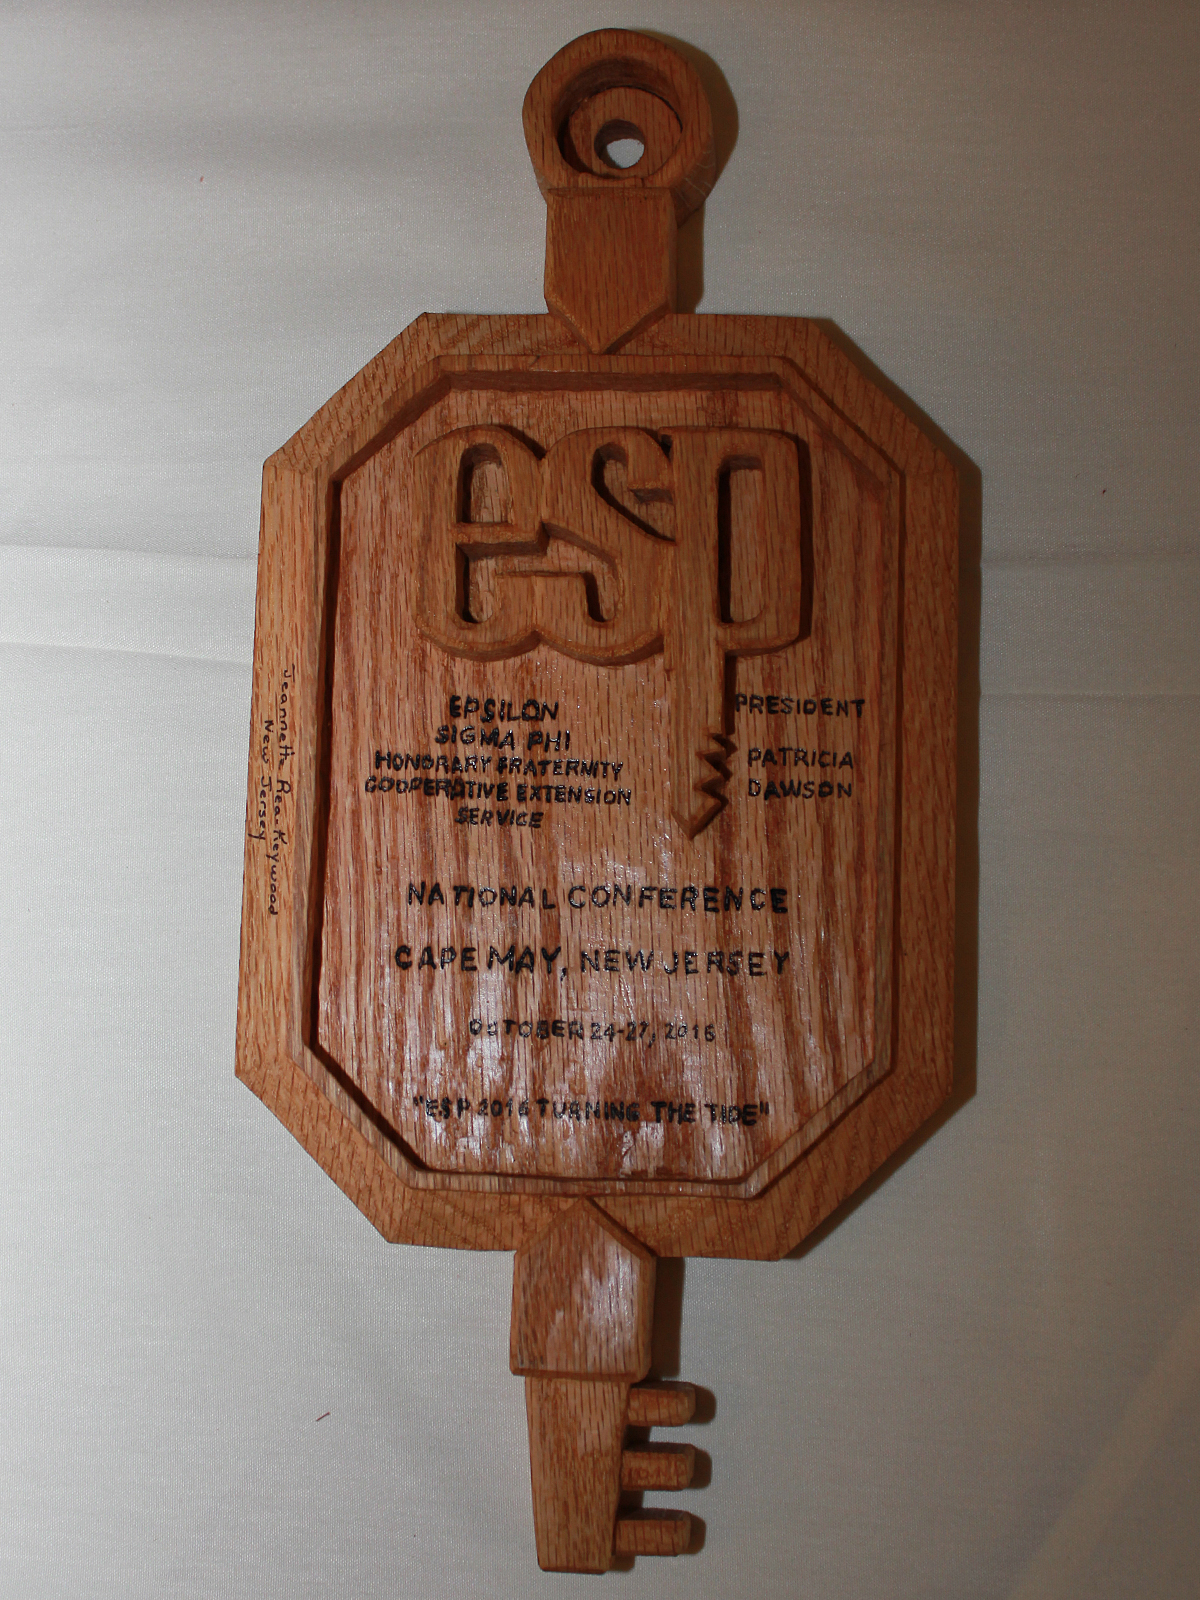 esp
EPSILON
SIGMA PHI
HONORARY FRATERNITY
COOPERATIVE EXTENSION
SERVICE
PRESIDENT
PATRICIA
DAWSON
NATIONAL CONFERENCE
CAPE MAY, NEW JERSEY
OCTOBER 24-27, 2016
"ESP 2016 TURNING THE TIDE"
Jeannette Rea-Keywood
New Jersey